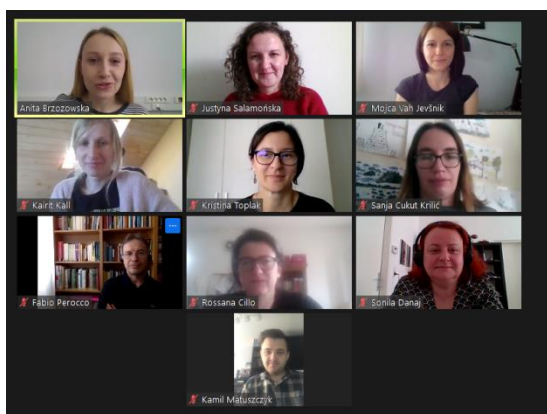 Anita Brzozowska
Justyna Salamońska
Mojca Vah Jevšnik
Kairit Kall
Kristina Toplak
Sanja Cukut Krilić
Fabio Perocco
Rossana Cillo
Sonila Danaj
Kamil Matuszczyk